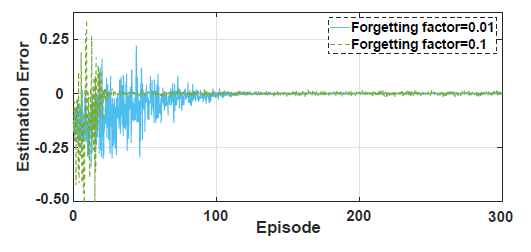 Forgetting factor=0.01
Forgetting factor=0.1
Estimation Error
0.25
0
-0.25
-0.50
0
100
200
300
Episode